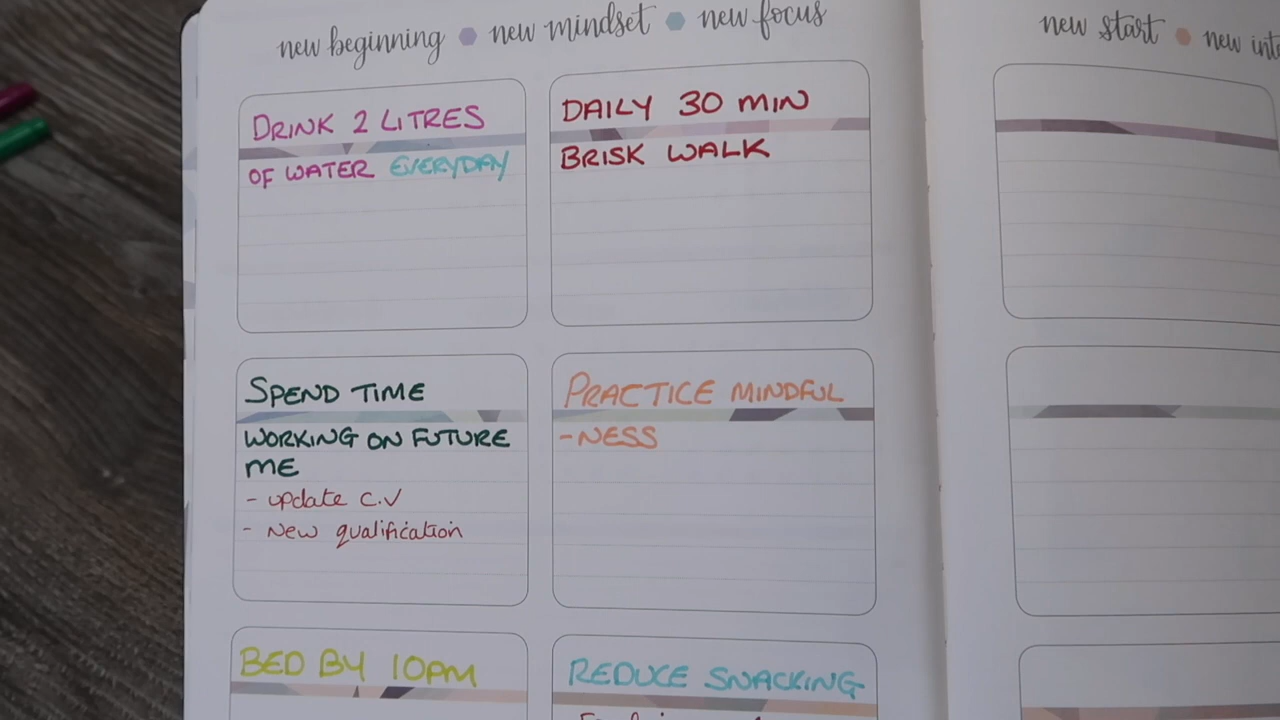 new beginning new mindset new focus
new start new
DRINK 2 LITRES
OF WATER EVERYDAY
DAILY 30 MIN
BRISK WALK
SPEND TIME
WORKING ON FUTURE
ME
- update C.V
- New qualification
PRACTICE MINDFUL
-NESS
BED BY 10PM
REDUCE SNACKING